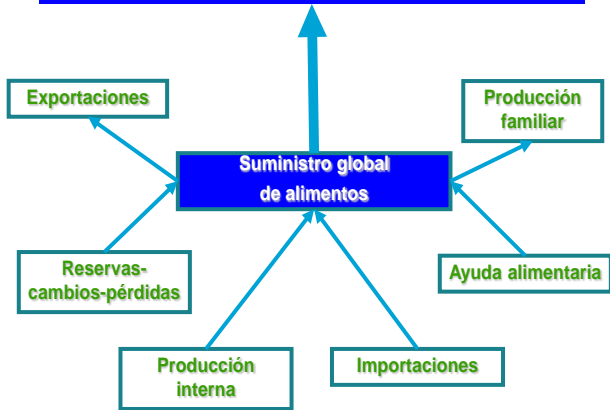 Exportaciones
Producción
familiar
Suministro global
de alimentos
Reservas-
cambios-pérdidas
Ayuda alimentaria
Producción
interna
Importaciones